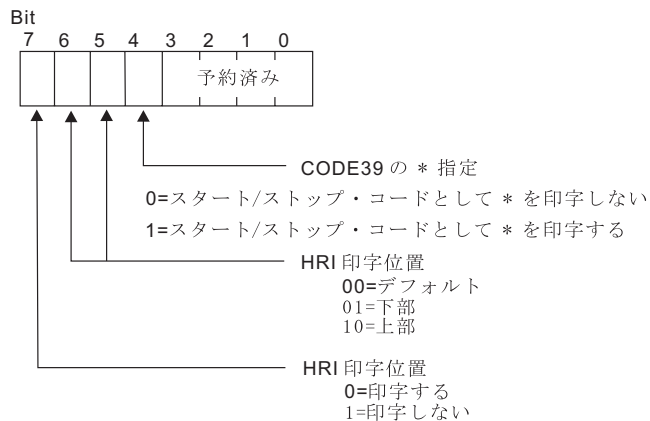 Bit
7 6 5 4 3 2 1 0
予約済み
CODE39 の * 指定
0=スタート/ストップ・コードとして * を印字しない
1=スタート/ストップ・コードとして * を印字する
HRI 印字位置
00=デフォルト
01=下部
10=上部
HRI 印字位置
0=印字する
1=印字しない